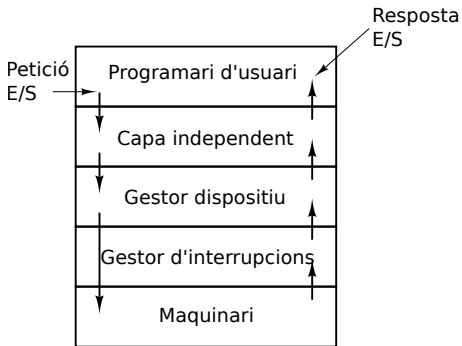 Resposta
E/S
Petició
E/S
Programari d'usuari
Capa independent
Gestor dispositiu
Gestor d'interrupcions
Maquinari